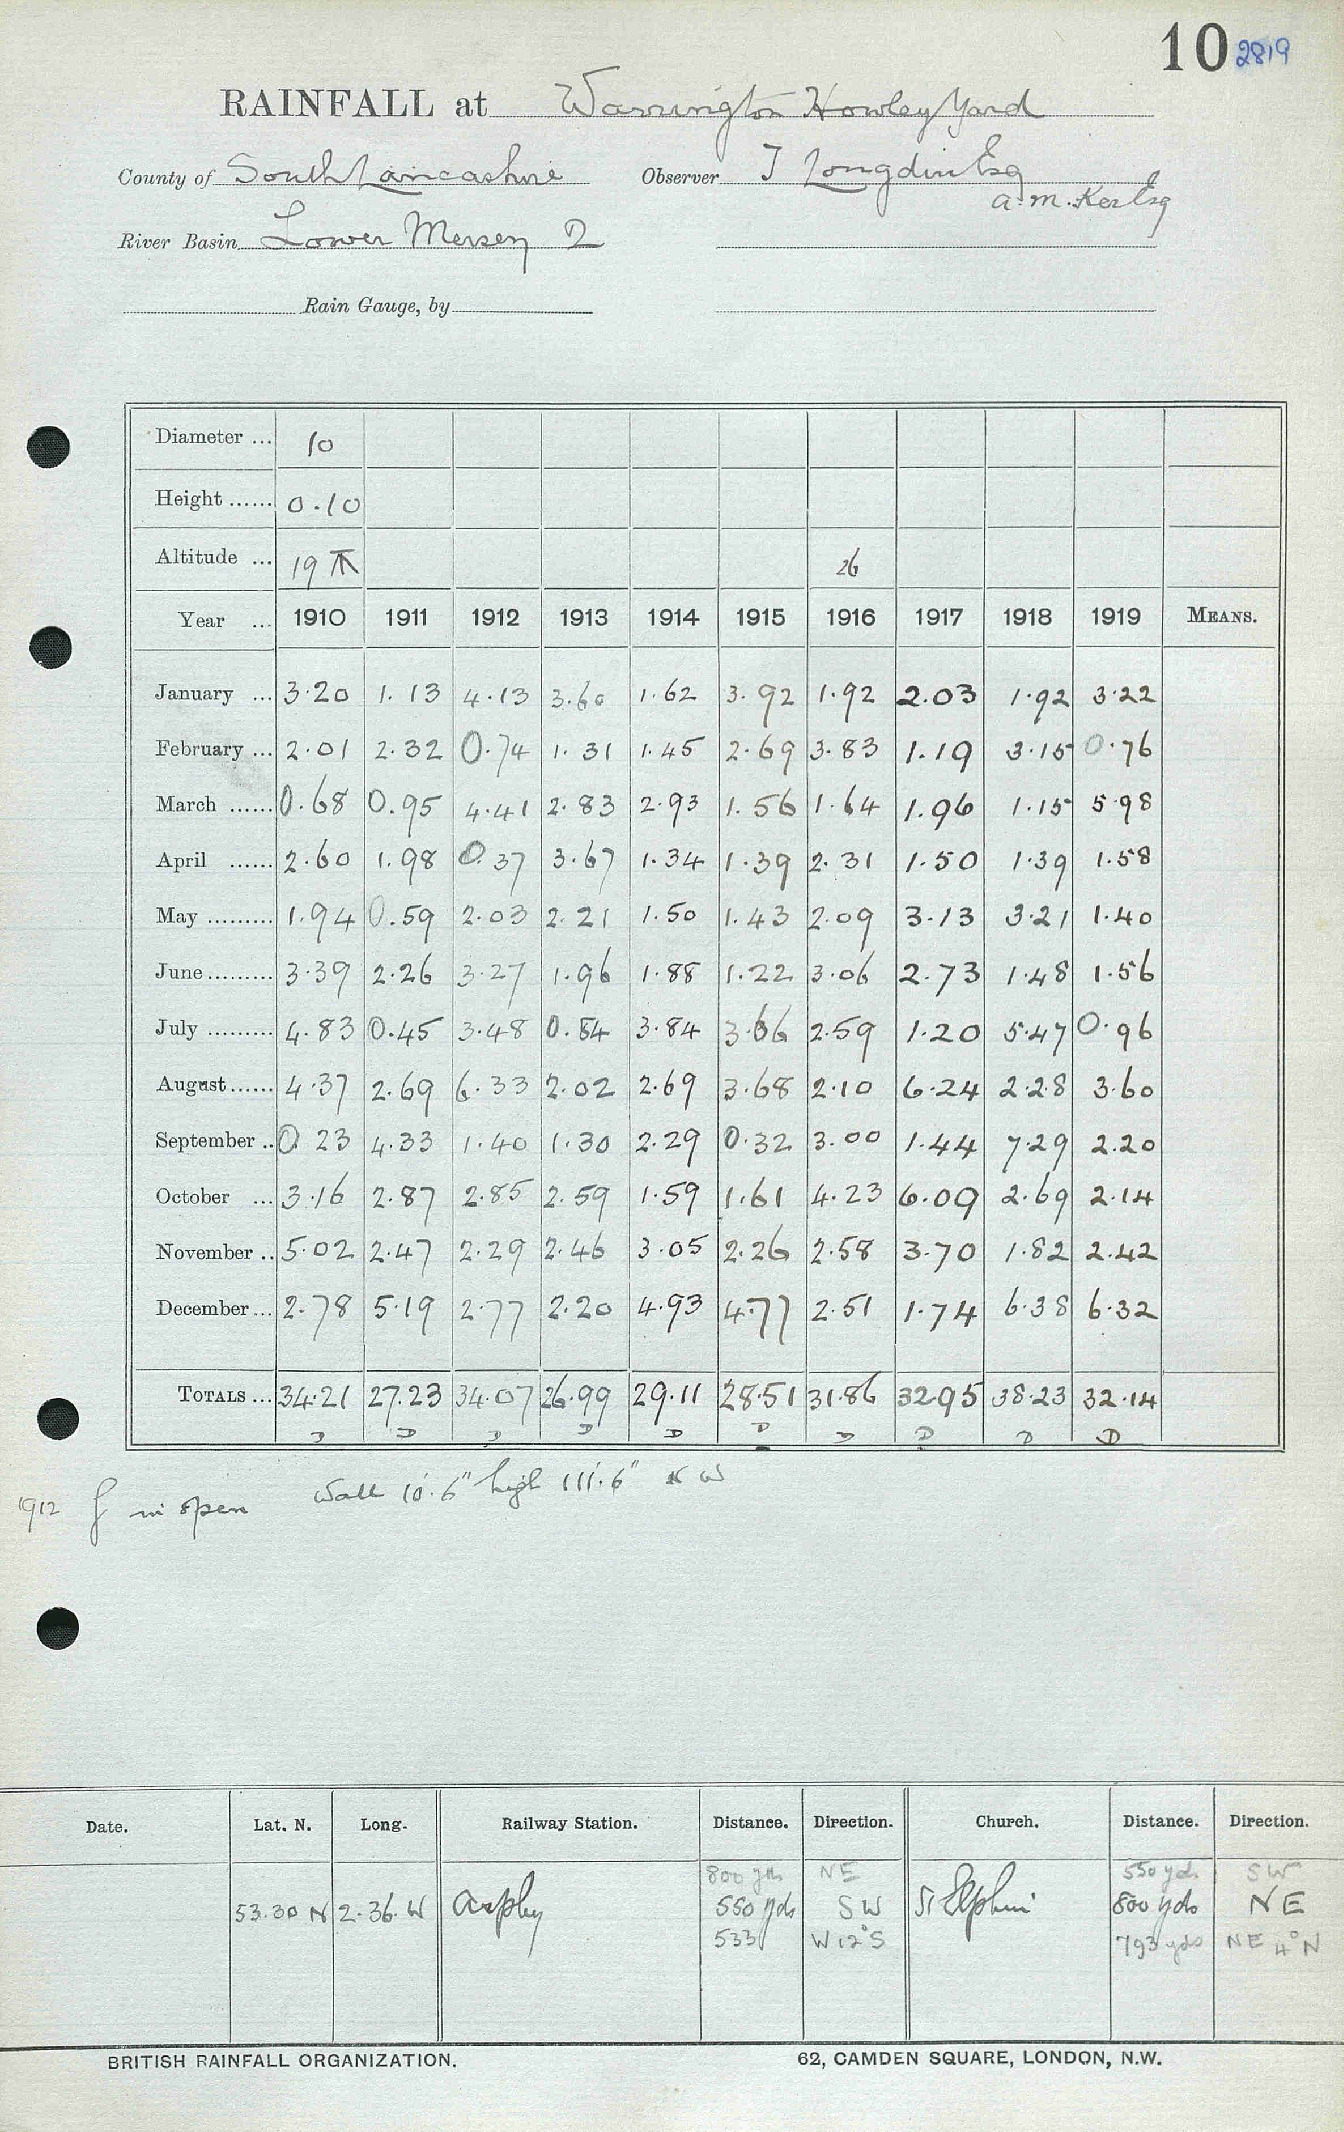 10 2819
RAINFALL at Warrington Howley Yard
County of South Lancashire Observer J Longdin Esq
A. M. Ker Esq
River Basin Lower Mersey 2
Rain Gauge, by
Diameter ... 10
Height ...... 0.10
Altitude ... 19 26
Year ... 1910 1911 1912 1913 1914 1915 1916 1917 1918 1919 MEANS.
January ... 3.20 1.13 4.13 3.60 1.62 3.92 1.92 2.03 1.92 3.22
February ... 2.01 2.32 0.74 1.31 1.45 2.69 3.83 1.19 3.15 0.76
March ...... 0.68 0.95 4.41 2.83 2.93 1.56 1.64 1.96 1.15 5.98
April ...... 2.60 1.98 0.37 3.67 1.34 1.39 2.31 1.50 1.39 1.58
May ......... 1.94 0.59 2.03 2.21 1.50 1.43 2.09 3.13 3.21 1.40
June ......... 3.39 2.26 3.27 1.96 1.88 1.22 3.06 2.73 1.48 1.56
July ......... 4.83 0.45 3.48 0.84 3.84 3.66 2.59 1.20 5.47 0.96
August ...... 4.37 2.69 6.33 2.02 2.69 3.68 2.10 6.24 2.28 3.60
September .. 0.23 4.33 1.40 1.30 2.29 0.32 3.00 1.44 7.29 2.20
October ... 3.16 2.87 2.85 2.59 1.59 1.61 4.23 6.09 2.69 2.14
November .. 5.02 2.47 2.29 2.46 3.05 2.26 2.58 3.70 1.82 2.42
December ... 2.78 5.19 2.77 2.20 4.93 4.77 2.51 1.74 6.38 6.32
TOTALS ... 34.21 27.23 34.07 26.99 29.11 28.51 31.86 32.95 38.23 32.14
D D D D D D D D D D
1912 in open Wall 10'.6" high 111'.6" NW
Date. Lat. N. Long. Railway Station. Distance. Direction. Church. Distance. Direction.
800 yds NE 550 yds SW
53.30 N 2.36.W Arpley 550 yds SW St Elphin 800 yds NE
533 W12°S 793 yds NE 4°N
BRITISH RAINFALL ORGANIZATION. 62, CAMDEN SQUARE, LONDON, N.W.